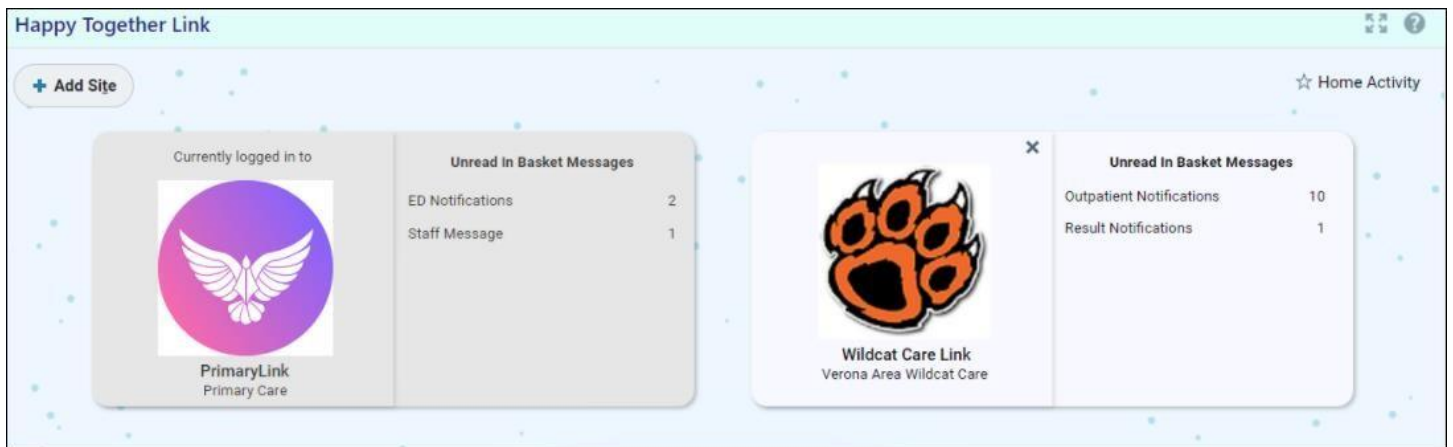 Happy Together Link
Add Site
Home Activity
Currently logged in to
PrimaryLink
Primary Care
Unread In Basket Messages
ED Notifications 2
Staff Message 1
Wildcat Care Link
Verona Area Wildcat Care
Unread In Basket Messages
Outpatient Notifications 10
Result Notifications 1